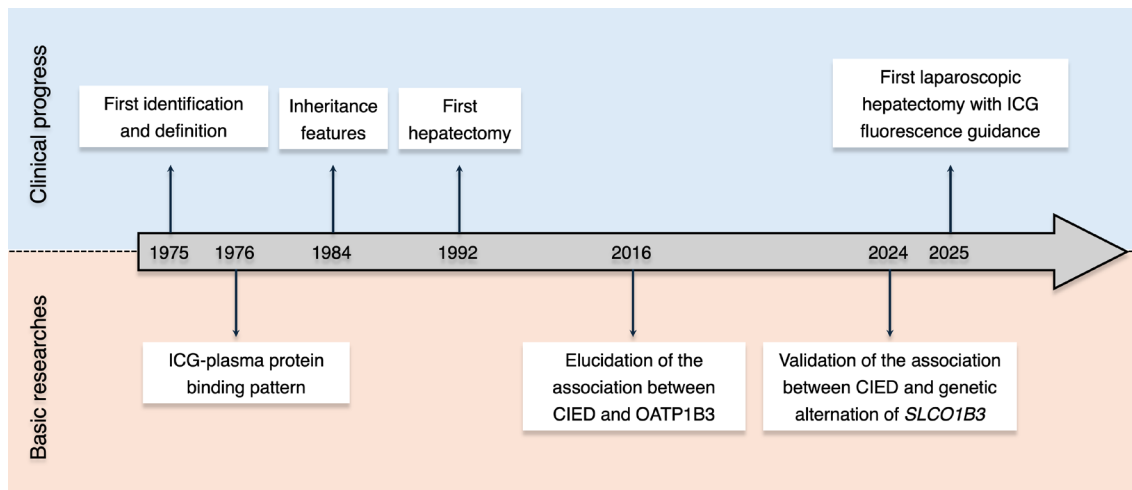 Clinical progress
First identification
and definition
Inheritance
features
First
hepatectomy
First laparoscopic
hepatectomy with ICG
fluorescence guidance
1975
1976
1984
1992
2016
2024
2025
Basic researches
ICG-plasma protein
binding pattern
Elucidation of the
association between
CIED and OATP1B3
Validation of the association
between CIED and genetic
alternation of SLCO1B3